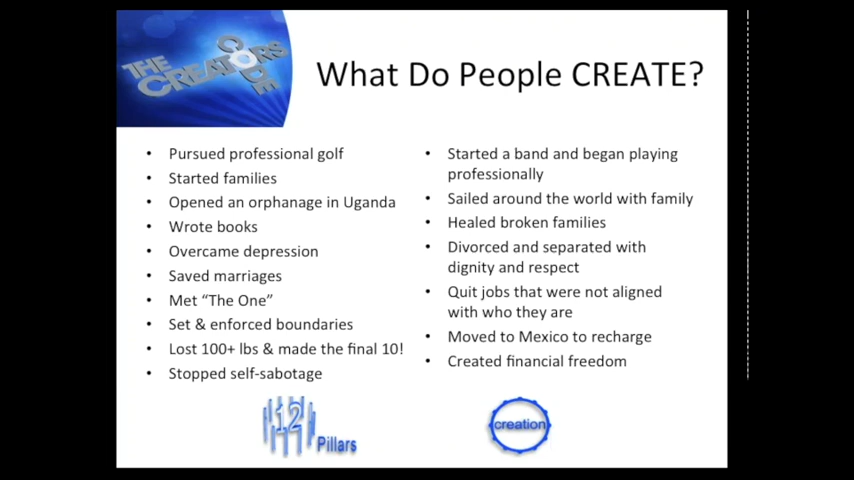 THE
CREATORS
CODE
What Do People CREATE?
• Pursued professional golf
• Started families
• Opened an orphanage in Uganda
• Wrote books
• Overcame depression
• Saved marriages
• Met “The One”
• Set & enforced boundaries
• Lost 100+ lbs & made the final 10!
• Stopped self-sabotage
• Started a band and began playing
professionally
• Sailed around the world with family
• Healed broken families
• Divorced and separated with
dignity and respect
• Quit jobs that were not aligned
with who they are
• Moved to Mexico to recharge
• Created financial freedom
12
Pillars
creation